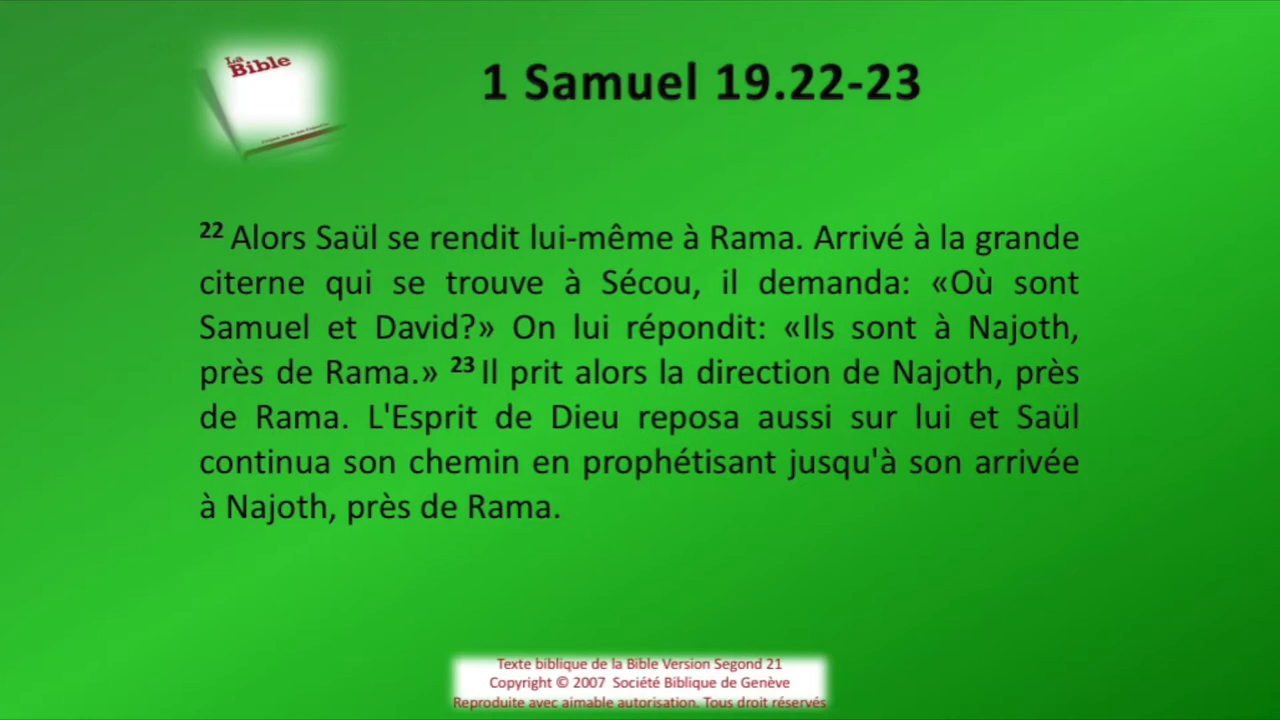 La
Bible
1 Samuel 19.22-23
22 Alors Saül se rendit lui-même à Rama. Arrivé à la grande
citerne qui se trouve à Sécou, il demanda: «Où sont
Samuel et David?» On lui répondit: «Ils sont à Najoth,
près de Rama.» 23 Il prit alors la direction de Najoth, près
de Rama. L'Esprit de Dieu reposa aussi sur lui et Saül
continua son chemin en prophétisant jusqu'à son arrivée
à Najoth, près de Rama.
Texte biblique de la Bible Version Segond 21
Copyright © 2007 Société Biblique de Genève
Reproduite avec aimable autorisation. Tous droit réservés